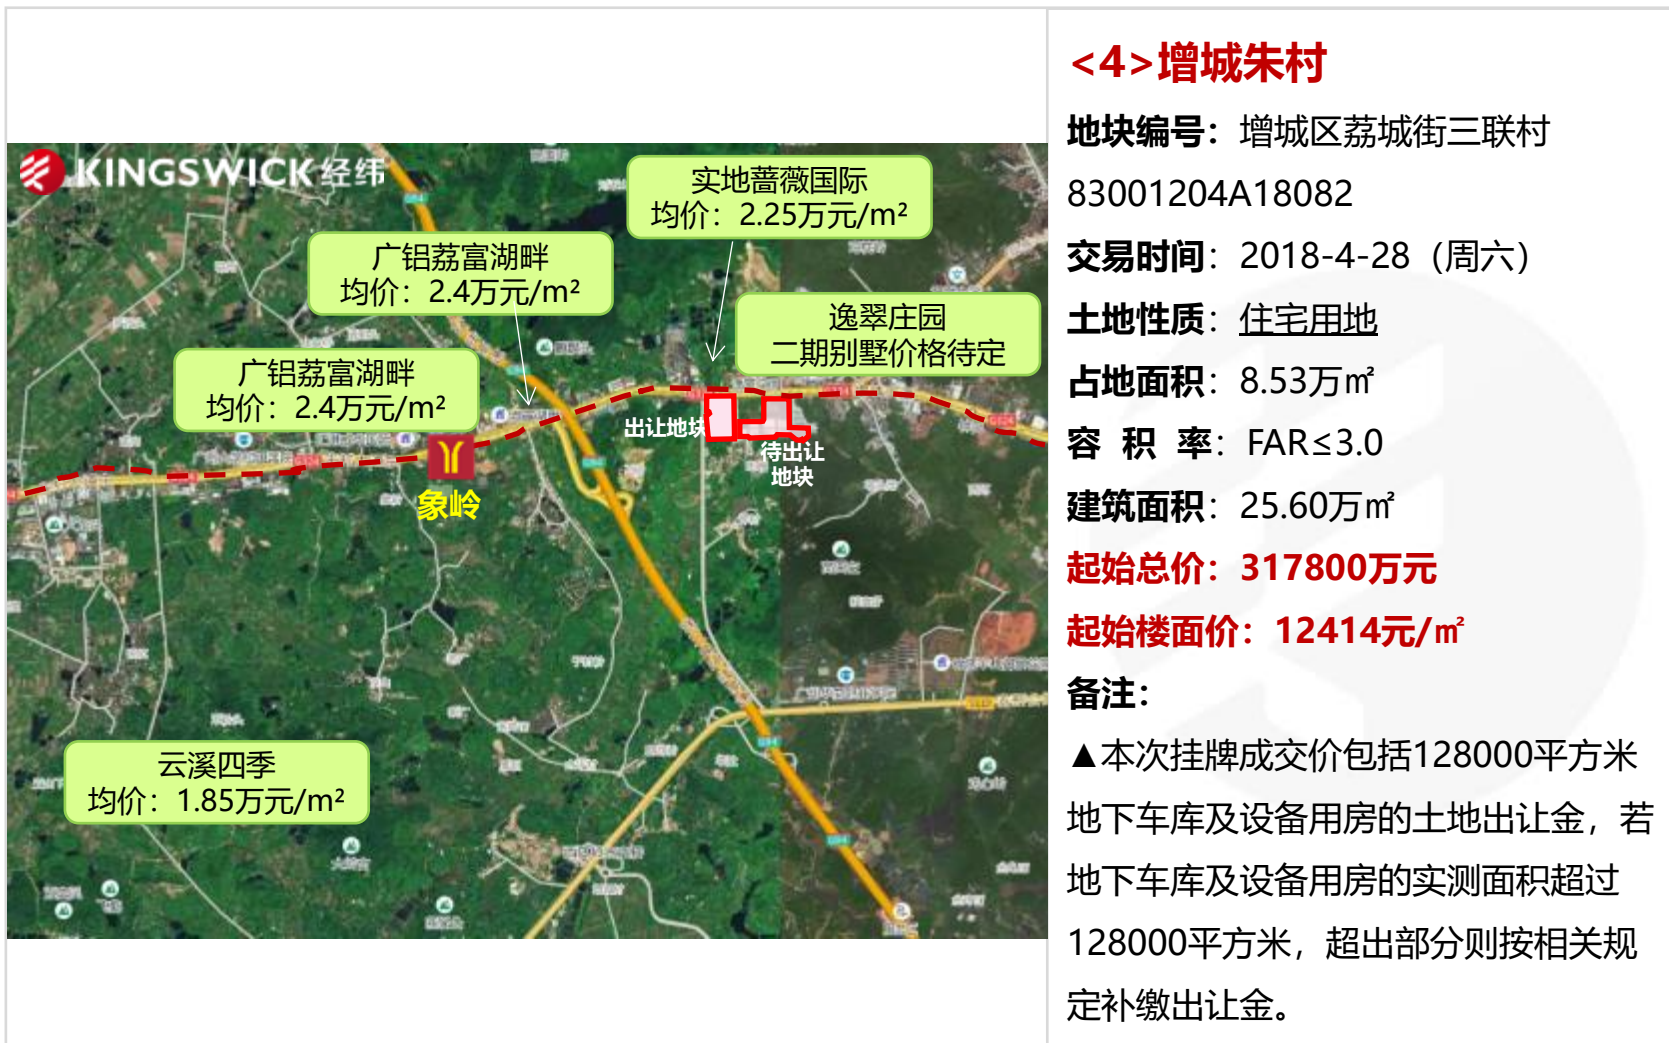 KINGSWICK 经纬
实地蔷薇国际
均价：2.25万元/m²
广铝荔富湖畔
均价：2.4万元/m²
逸翠庄园
二期别墅价格待定
广铝荔富湖畔
均价：2.4万元/m²
出让地块
待出让
地块
象岭
云溪四季
均价：1.85万元/m²
<4>增城朱村
地块编号：增城区荔城街三联村
83001204A18082
交易时间：2018-4-28（周六）
土地性质：住宅用地
占地面积：8.53万㎡
容 积 率：FAR≤3.0
建筑面积：25.60万㎡
起始总价：317800万元
起始楼面价：12414元/㎡
备注：
▲本次挂牌成交价包括128000平方米
地下车库及设备用房的土地出让金，若
地下车库及设备用房的实测面积超过
128000平方米，超出部分则按相关规
定补缴出让金。